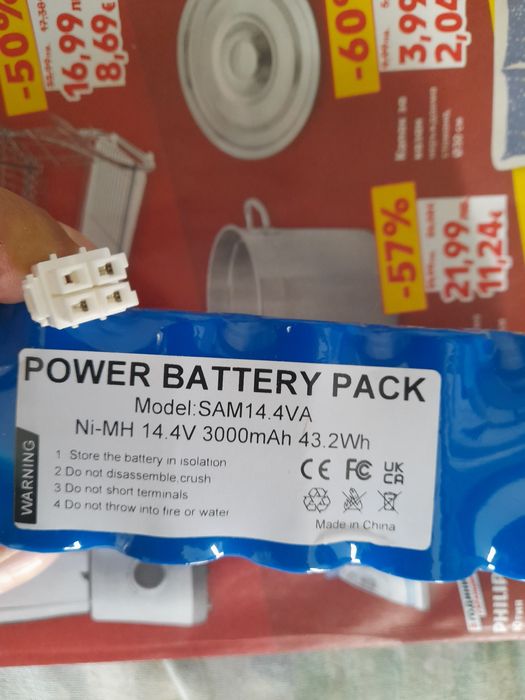 -50%
16,99 лв.
8,69€
-60%
3,99
2,04
-57%
21,99 лв.
11,24€
POWER BATTERY PACK
Model:SAM14.4VA
Ni-MH 14.4V 3000mAh 43.2Wh
WARNING
1 Store the battery in isolation
2.Do not disassemble,crush
3.Do not short terminals
4 Do not throw into fire or water
CE FC UK CA
Made in China
PHILIP